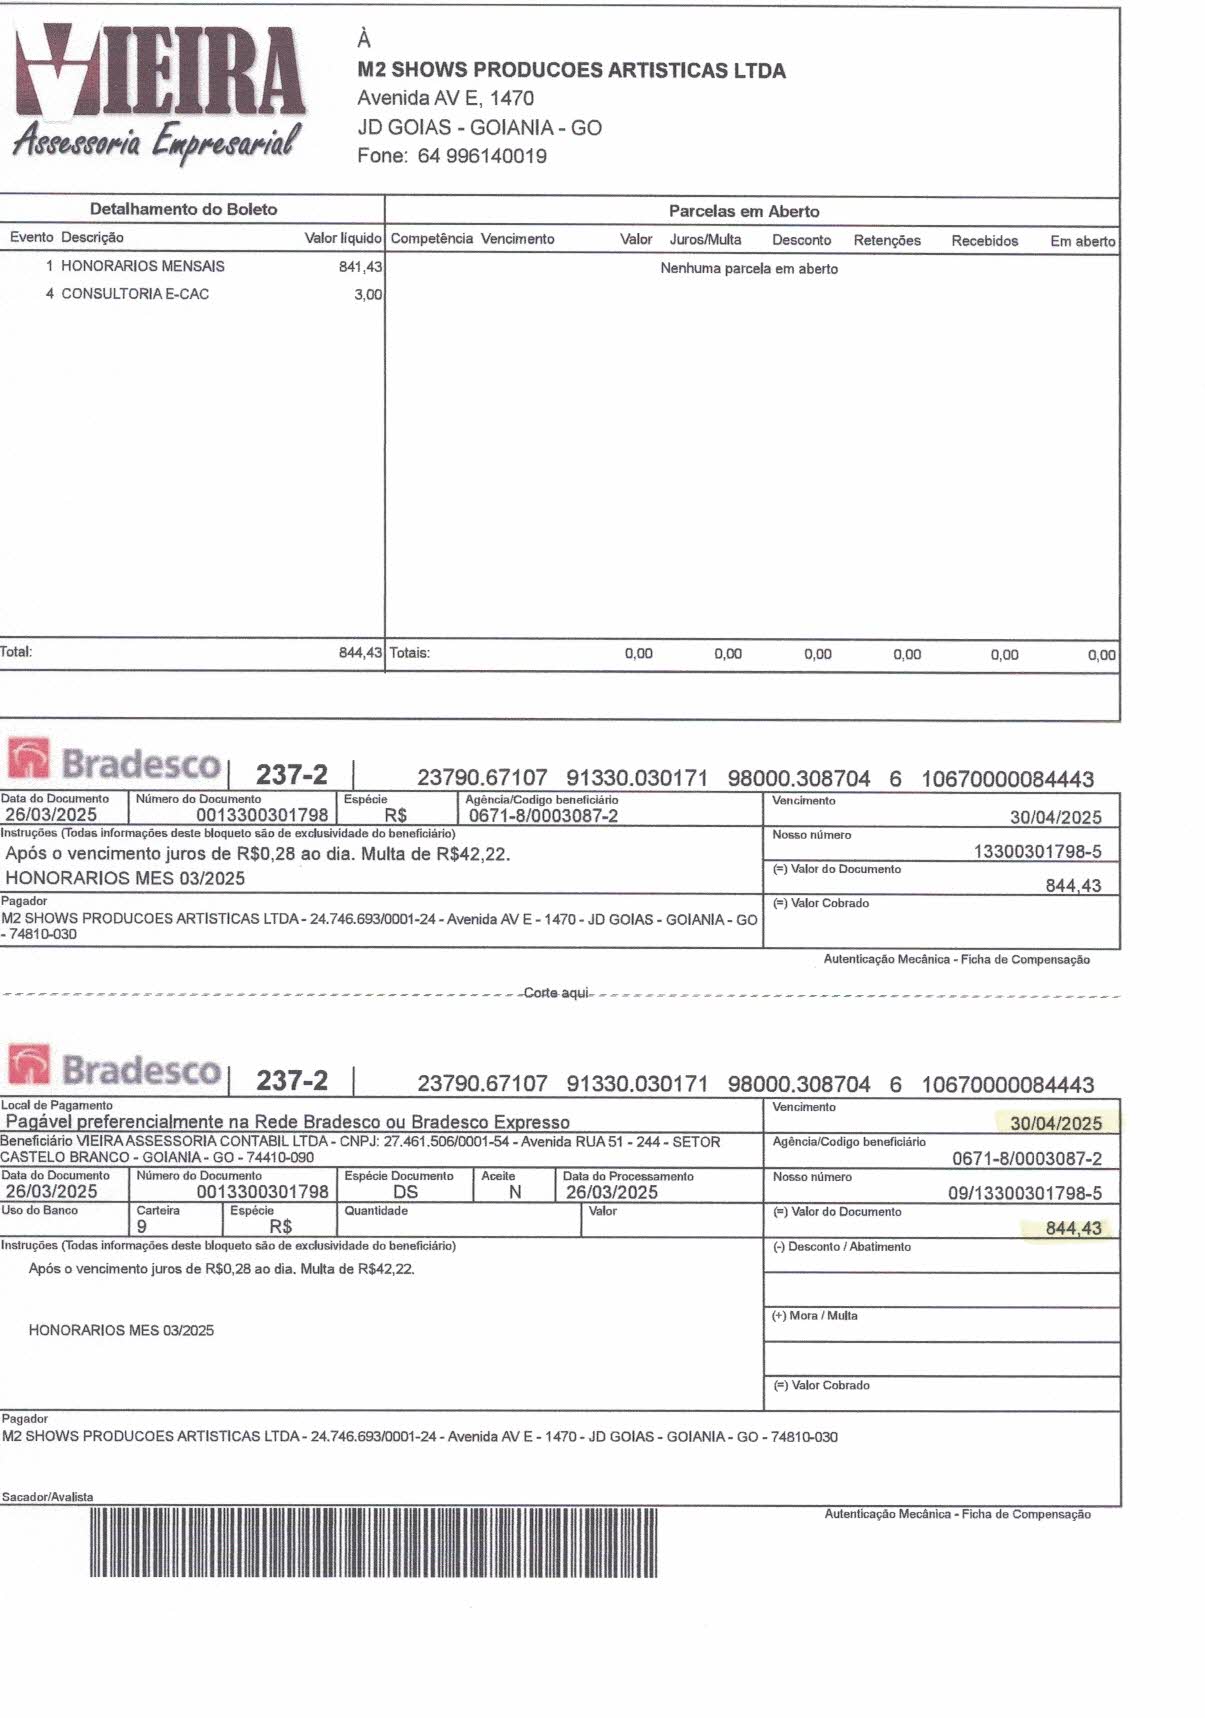 VIEIRA
Assessoria Empresarial
À
M2 SHOWS PRODUCOES ARTISTICAS LTDA
Avenida AV E, 1470
JD GOIAS - GOIANIA - GO
Fone: 64 996140019
Detalhamento do Boleto Parcelas em Aberto
Evento Descrição Valor líquido Competência Vencimento Valor Juros/Multa Desconto Retenções Recebidos Em aberto
1 HONORARIOS MENSAIS 841,43 Nenhuma parcela em aberto
4 CONSULTORIA E-CAC 3,00
Total: 844,43 Totais: 0,00 0,00 0,00 0,00 0,00 0,00
Bradesco 237-2 23790.67107 91330.030171 98000.308704 6 10670000084443
Data do Documento Número do Documento Espécie Agência/Codigo beneficiário Vencimento
26/03/2025 0013300301798 R$ 0671-8/0003087-2 30/04/2025
Instruções (Todas informações deste bloqueto são de exclusividade do beneficiário) Nosso número
Após o vencimento juros de R$0,28 ao dia. Multa de R$42,22. 13300301798-5
HONORARIOS MES 03/2025 (=) Valor do Documento
844,43
Pagador (=) Valor Cobrado
M2 SHOWS PRODUCOES ARTISTICAS LTDA - 24.746.693/0001-24 - Avenida AV E - 1470 - JD GOIAS - GOIANIA - GO
- 74810-030
Autenticação Mecânica - Ficha de Compensação
Corte aqui
Bradesco 237-2 23790.67107 91330.030171 98000.308704 6 10670000084443
Local de Pagamento Vencimento
Pagável preferencialmente na Rede Bradesco ou Bradesco Expresso 30/04/2025
Beneficiário VIEIRA ASSESSORIA CONTABIL LTDA - CNPJ: 27.461.506/0001-54 - Avenida RUA 51 - 244 - SETOR Agência/Codigo beneficiário
CASTELO BRANCO - GOIANIA - GO - 74410-090 0671-8/0003087-2
Data do Documento Número do Documento Espécie Documento Aceite Data do Processamento Nosso número
26/03/2025 0013300301798 DS N 26/03/2025 09/13300301798-5
Uso do Banco Carteira Espécie Quantidade Valor (=) Valor do Documento
9 R$ 844,43
Instruções (Todas informações deste bloqueto são de exclusividade do beneficiário) (-) Desconto / Abatimento
Após o vencimento juros de R$0,28 ao dia. Multa de R$42,22.
(+) Mora / Multa
HONORARIOS MES 03/2025
(=) Valor Cobrado
Pagador
M2 SHOWS PRODUCOES ARTISTICAS LTDA - 24.746.693/0001-24 - Avenida AV E - 1470 - JD GOIAS - GOIANIA - GO - 74810-030
Sacador/Avalista
Autenticação Mecânica - Ficha de Compensação